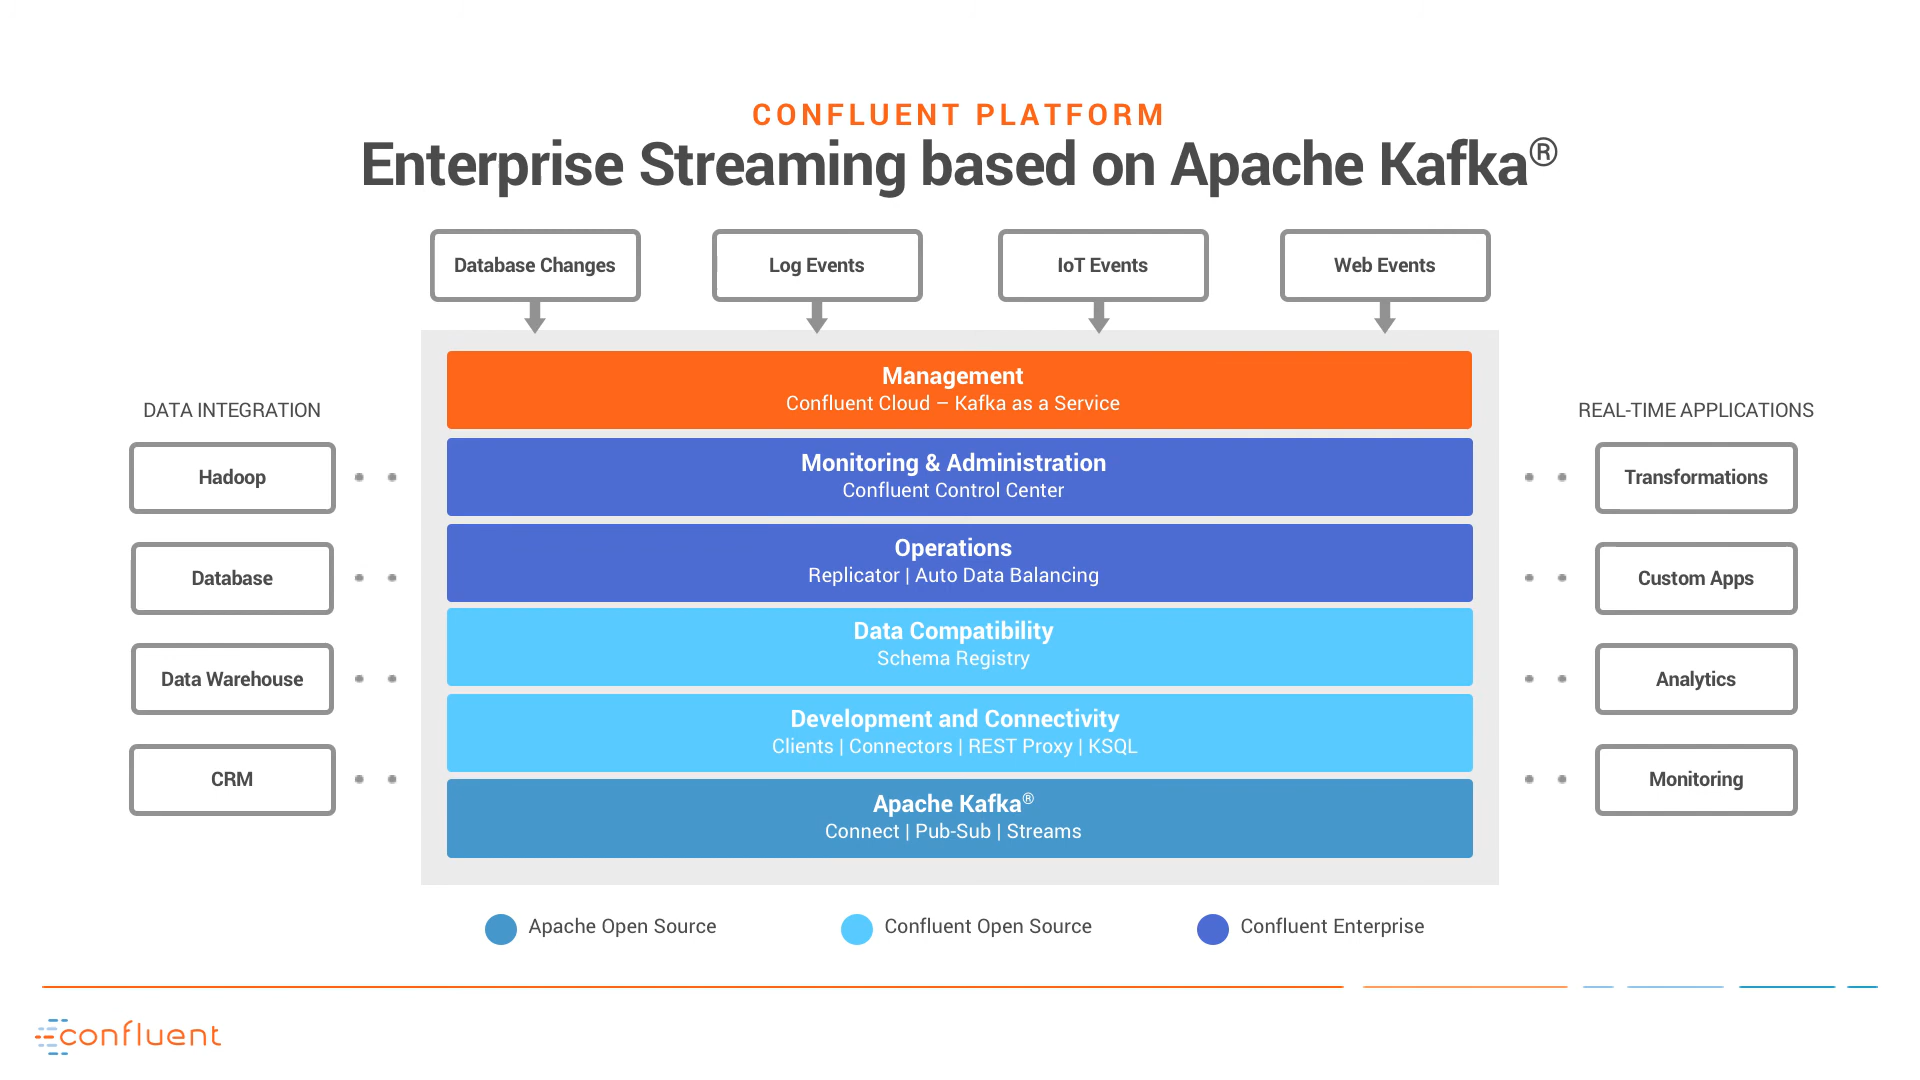 CONFLUENT PLATFORM
Enterprise Streaming based on Apache Kafka®
Database Changes
Log Events
IoT Events
Web Events
DATA INTEGRATION
Hadoop
Database
Data Warehouse
CRM
Management
Confluent Cloud – Kafka as a Service
Monitoring & Administration
Confluent Control Center
Operations
Replicator | Auto Data Balancing
Data Compatibility
Schema Registry
Development and Connectivity
Clients | Connectors | REST Proxy | KSQL
Apache Kafka®
Connect | Pub-Sub | Streams
REAL-TIME APPLICATIONS
Transformations
Custom Apps
Analytics
Monitoring
Apache Open Source
Confluent Open Source
Confluent Enterprise
confluent